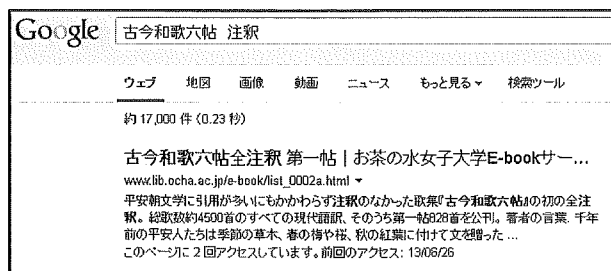 Google 古今和歌六帖 注釈
ウェブ 地図 画像 動画 ニュース もっと見る 検索ツール
約 17,000 件 (0.23 秒)
古今和歌六帖全注釈 第一帖 | お茶の水女子大学E-bookサー...
www.lib.ocha.ac.jp/e-book/list_0002a.html
平安朝文学に引用が多いにもかかわらず注釈のなかった歌集『古今和歌六帖』の初の全注
釈。総歌数約4500首のすべての現代語訳、そのうち第一帖828首を公刊。著者の言葉. 千年
前の平安人たちは季節の草木、春の梅や桜、秋の紅葉に付けて文を贈った ...
このページに 2 回アクセスしています。前回のアクセス: 13/06/26